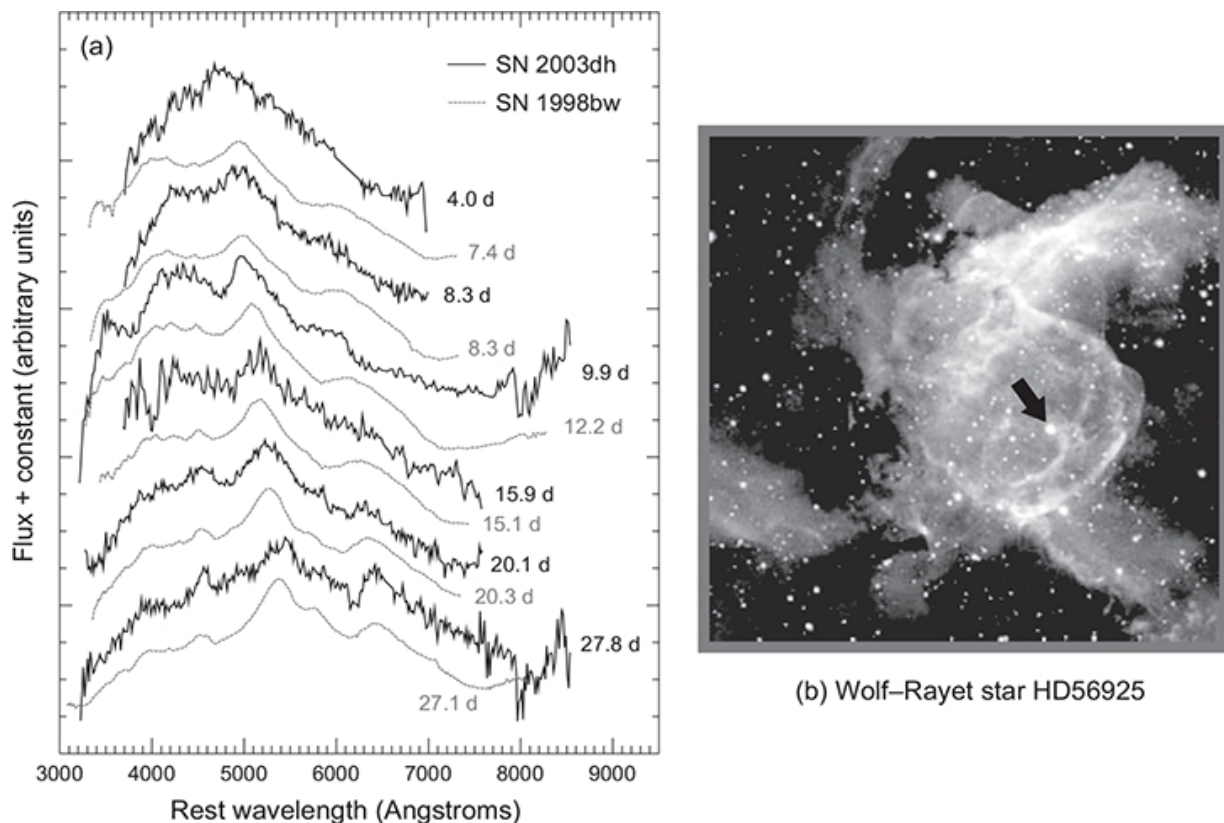 (a)
SN 2003dh
SN 1998bw
4.0 d
7.4 d
8.3 d
8.3 d
9.9 d
12.2 d
15.9 d
15.1 d
20.1 d
20.3 d
27.8 d
27.1 d
Flux + constant (arbitrary units)
3000 4000 5000 6000 7000 8000 9000
Rest wavelength (Angstroms)
(b) Wolf–Rayet star HD56925